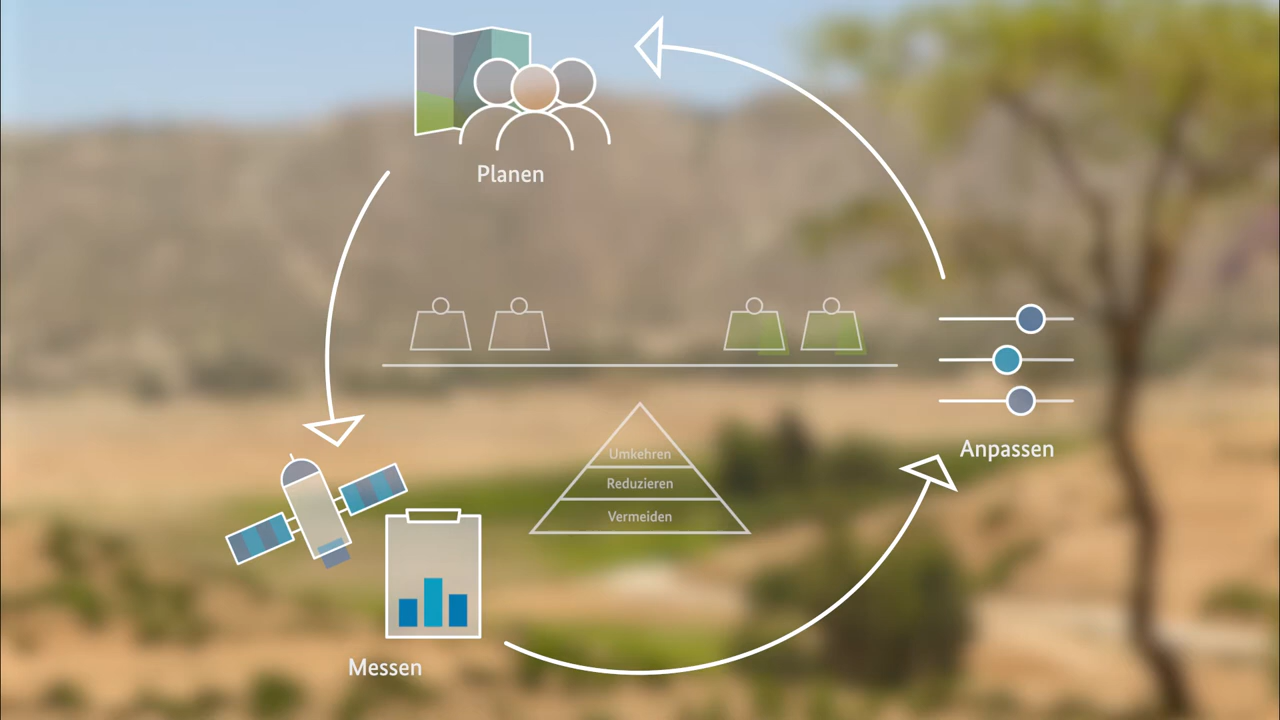 Planen
Anpassen
Umkehren
Reduzieren
Vermeiden
Messen